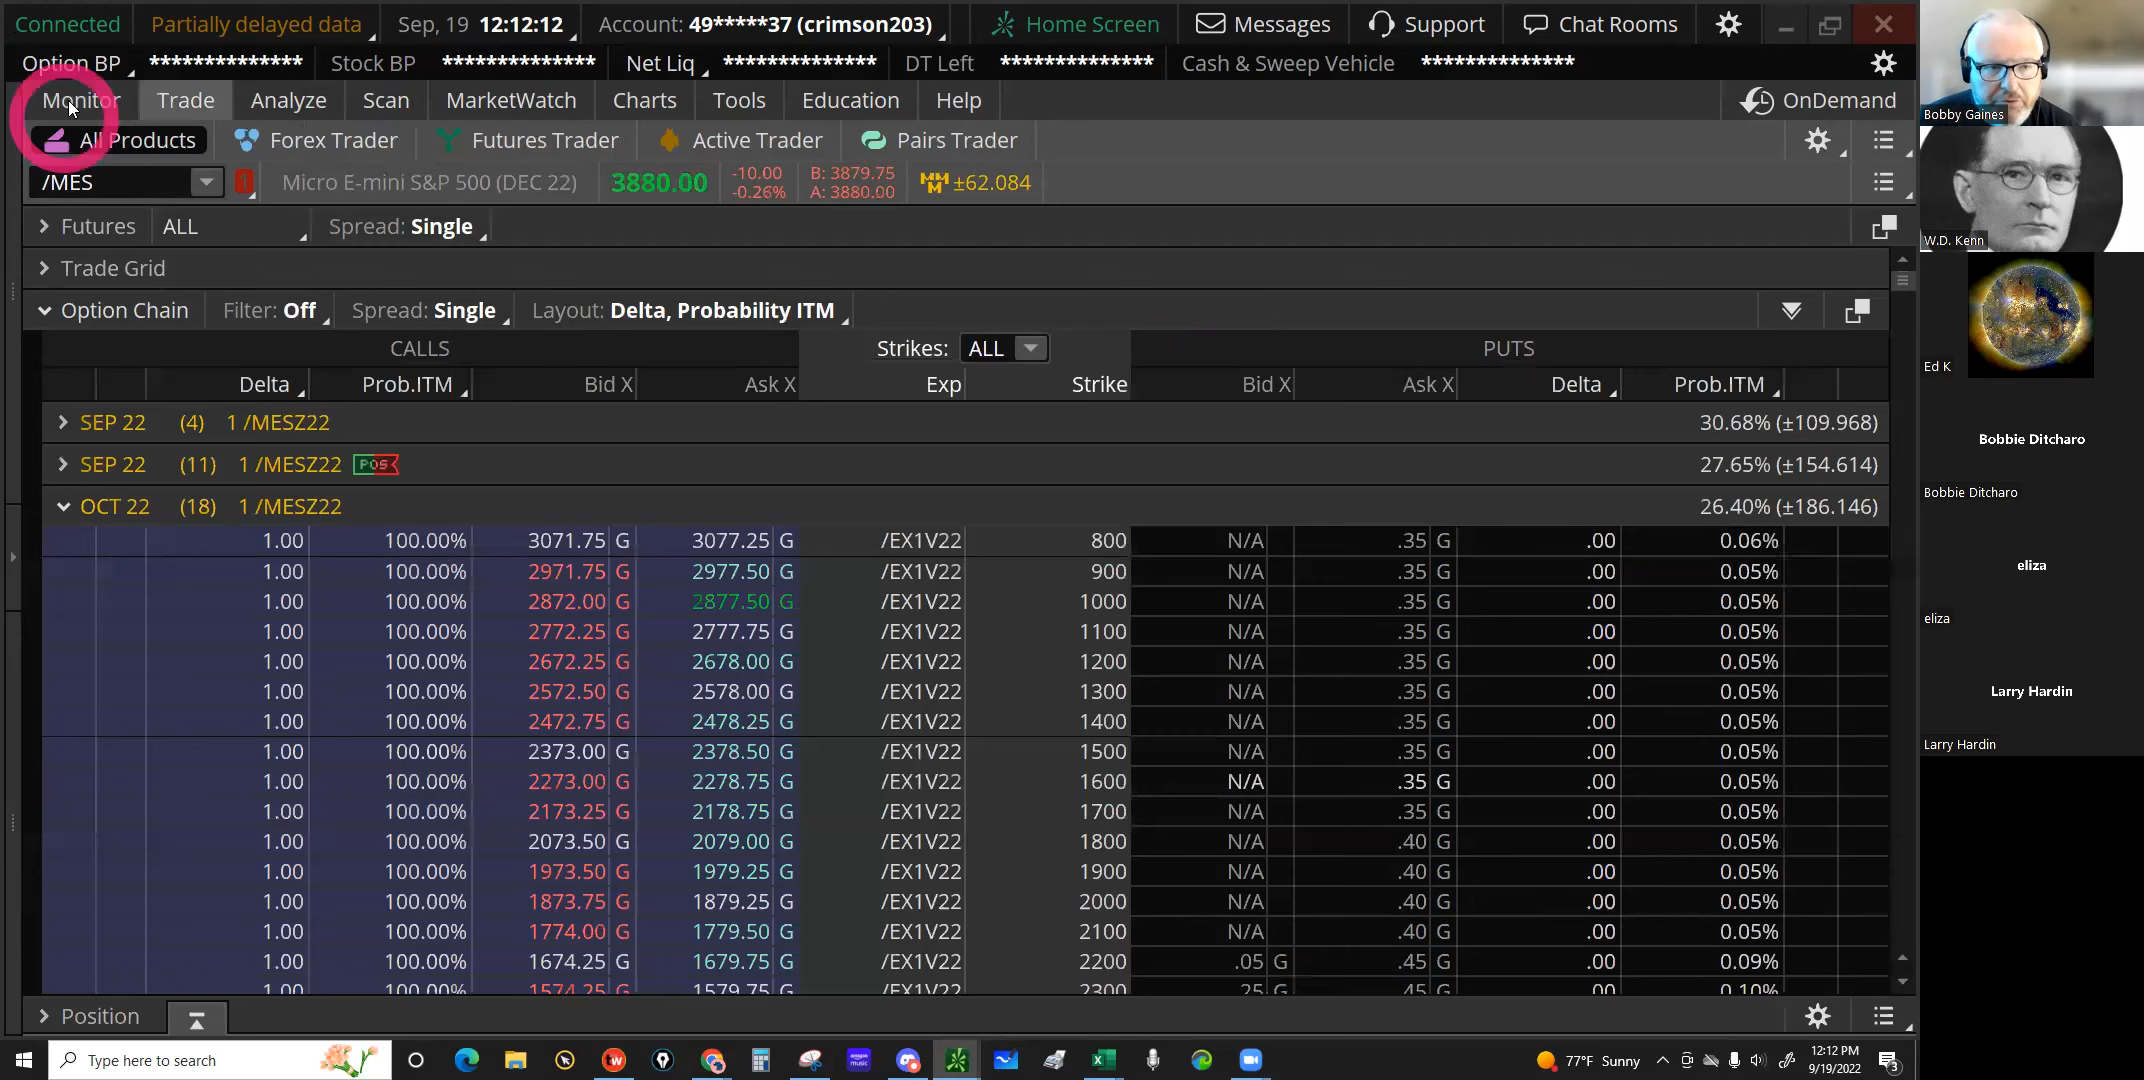 Connected Partially delayed data Sep, 19 12:12:12 Account: 49*****37 (crimson203) Home Screen Messages Support Chat Rooms
Option BP ************** Stock BP ************** Net Liq ************** DT Left ************** Cash & Sweep Vehicle **************
Monitor Trade Analyze Scan MarketWatch Charts Tools Education Help OnDemand
All Products Forex Trader Futures Trader Active Trader Pairs Trader
/MES 1 Micro E-mini S&P 500 (DEC 22) 3880.00 -10.00 -0.26% B: 3879.75 A: 3880.00 MMM ±62.084
Futures ALL Spread: Single
Trade Grid
Option Chain Filter: Off Spread: Single Layout: Delta, Probability ITM
CALLS Strikes: ALL PUTS
Delta Prob.ITM Bid X Ask X Exp Strike Bid X Ask X Delta Prob.ITM
SEP 22 (4) 1 /MESZ22 30.68% (±109.968)
SEP 22 (11) 1 /MESZ22 POS 27.65% (±154.614)
OCT 22 (18) 1 /MESZ22 26.40% (±186.146)
1.00 100.00% 3071.75 G 3077.25 G /EX1V22 800 N/A .35 G .00 0.06%
1.00 100.00% 2971.75 G 2977.50 G /EX1V22 900 N/A .35 G .00 0.05%
1.00 100.00% 2872.00 G 2877.50 G /EX1V22 1000 N/A .35 G .00 0.05%
1.00 100.00% 2772.25 G 2777.75 G /EX1V22 1100 N/A .35 G .00 0.05%
1.00 100.00% 2672.25 G 2678.00 G /EX1V22 1200 N/A .35 G .00 0.05%
1.00 100.00% 2572.50 G 2578.00 G /EX1V22 1300 N/A .35 G .00 0.05%
1.00 100.00% 2472.75 G 2478.25 G /EX1V22 1400 N/A .35 G .00 0.05%
1.00 100.00% 2373.00 G 2378.50 G /EX1V22 1500 N/A .35 G .00 0.05%
1.00 100.00% 2273.00 G 2278.75 G /EX1V22 1600 N/A .35 G .00 0.05%
1.00 100.00% 2173.25 G 2178.75 G /EX1V22 1700 N/A .35 G .00 0.05%
1.00 100.00% 2073.50 G 2079.00 G /EX1V22 1800 N/A .40 G .00 0.05%
1.00 100.00% 1973.50 G 1979.25 G /EX1V22 1900 N/A .40 G .00 0.05%
1.00 100.00% 1873.75 G 1879.25 G /EX1V22 2000 N/A .40 G .00 0.05%
1.00 100.00% 1774.00 G 1779.50 G /EX1V22 2100 N/A .40 G .00 0.05%
1.00 100.00% 1674.25 G 1679.75 G /EX1V22 2200 .05 G .45 G .00 0.09%
1.00 100.00% 1574.25 G 1579.75 G /EX1V22 2300 .25 G .45 G .00 0.10%
Position
Type here to search 77°F Sunny 12:12 PM
9/19/2022 3
Bobby Gaines
W.D. Kenn
Ed K
Bobbie Ditcharo
Bobbie Ditcharo
eliza
eliza
Larry Hardin
Larry Hardin